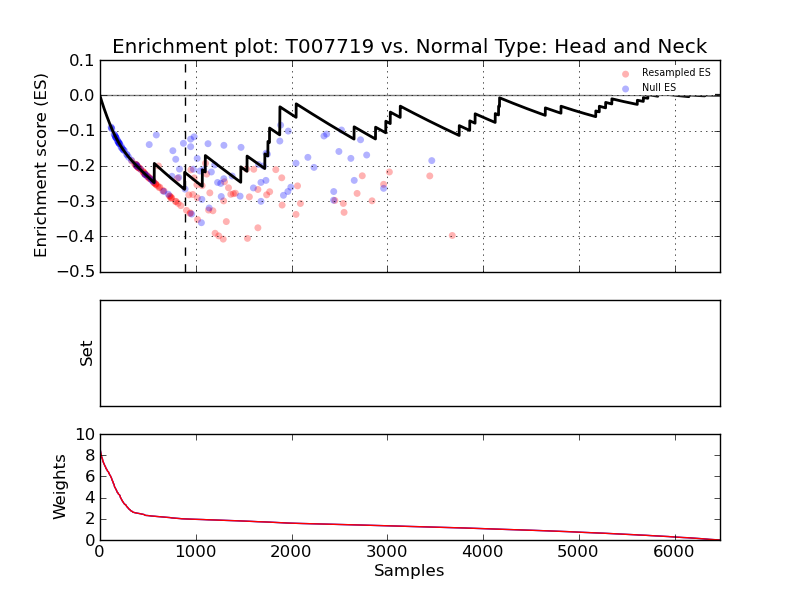 Enrichment plot: T007719 vs. Normal Type: Head and Neck
0.1
0.0
−0.1
−0.2
−0.3
−0.4
−0.5
Enrichment score (ES)
Resampled ES
Null ES
Set
10
8
6
4
2
0
Weights
0
1000
2000
3000
4000
5000
6000
Samples